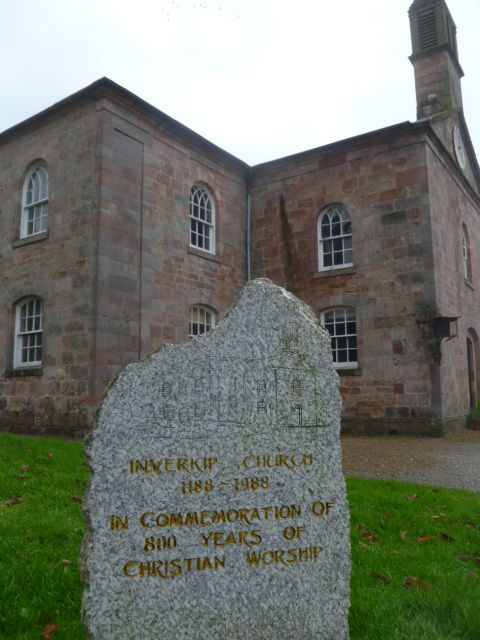 INVERKIP CHURCH
1188-1988
IN COMMEMORATION OF
800 YEARS OF
CHRISTIAN WORSHIP